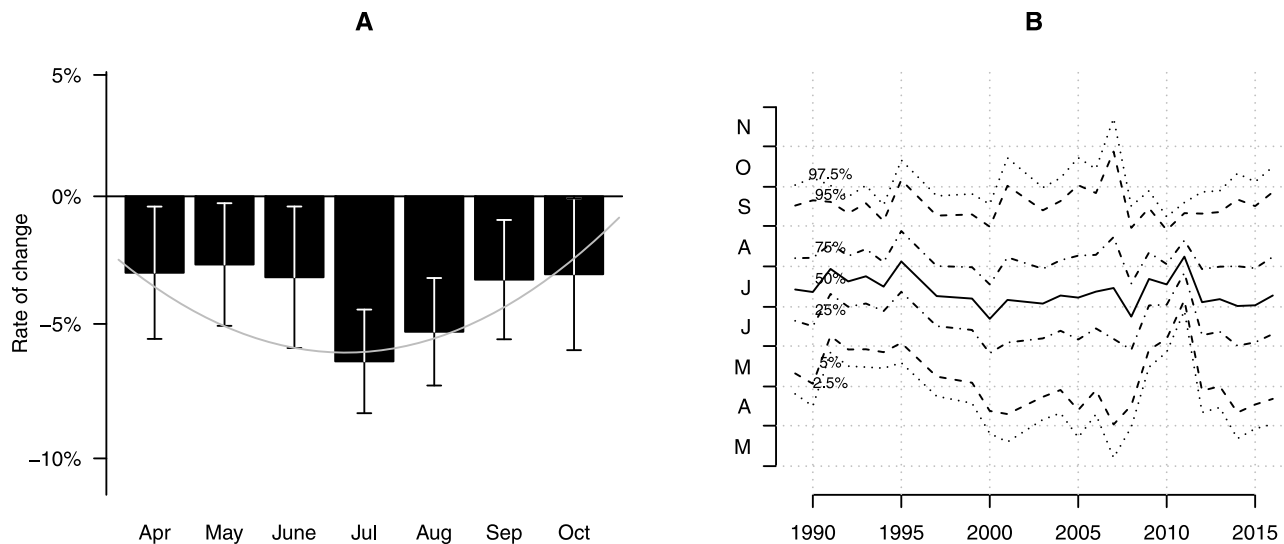 A
5%
0%
−5%
−10%
Rate of change
Apr May June Jul Aug Sep Oct
B
N
O
S
A
J
J
M
A
M
97.5%
95%
75%
50%
25%
5%
2.5%
1990 1995 2000 2005 2010 2015